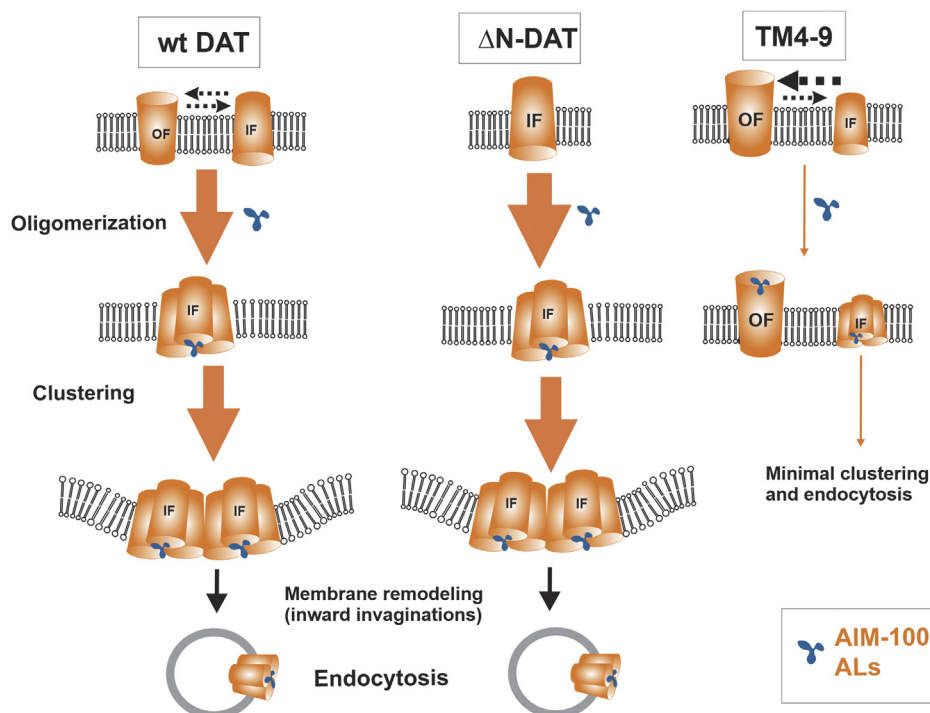 wt DAT
ΔN-DAT
TM4-9
OF
IF
IF
OF
IF
Oligomerization
IF
IF
OF
IF
Clustering
Minimal clustering
and endocytosis
IF
IF
IF
IF
Membrane remodeling
(inward invaginations)
Endocytosis
AIM-100
ALs